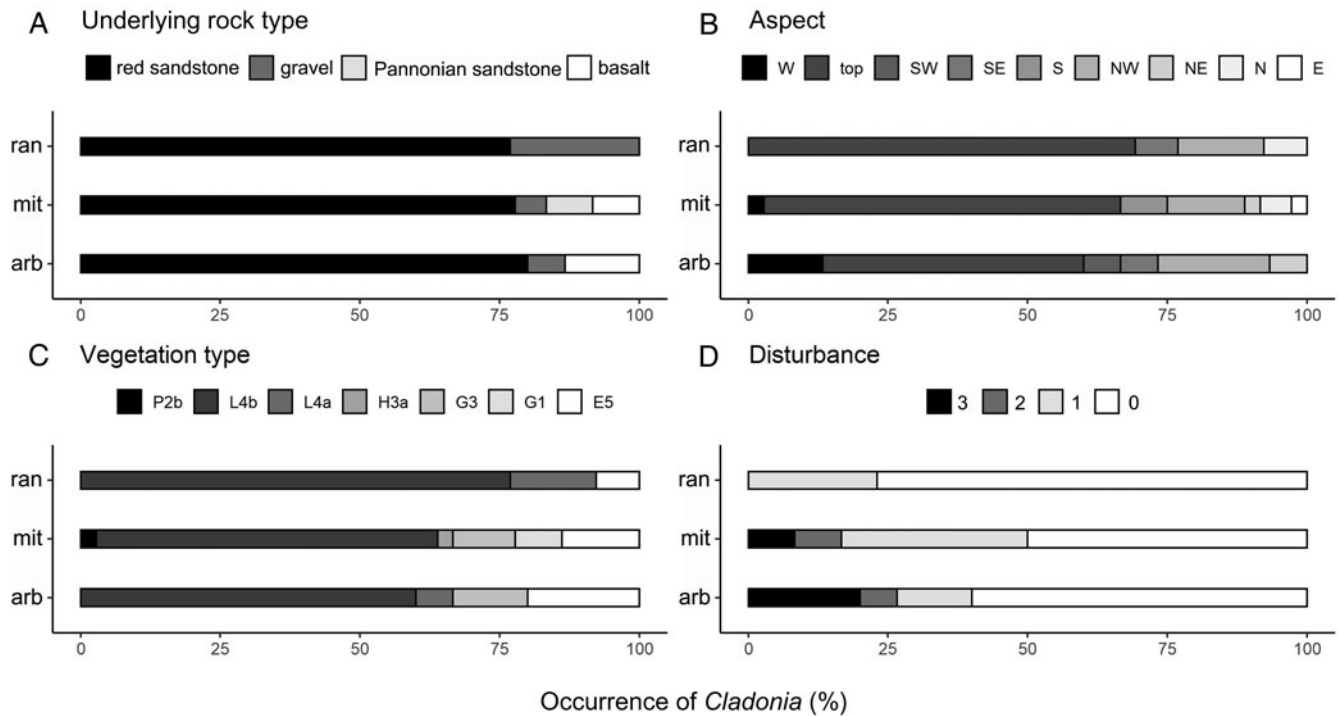 A Underlying rock type
red sandstone gravel Pannonian sandstone basalt
ran
mit
arb
0 25 50 75 100
B Aspect
W top SW SE S NW NE N E
ran
mit
arb
0 25 50 75 100
C Vegetation type
P2b L4b L4a H3a G3 G1 E5
ran
mit
arb
0 25 50 75 100
D Disturbance
3 2 1 0
ran
mit
arb
0 25 50 75 100
Occurrence of Cladonia (%)